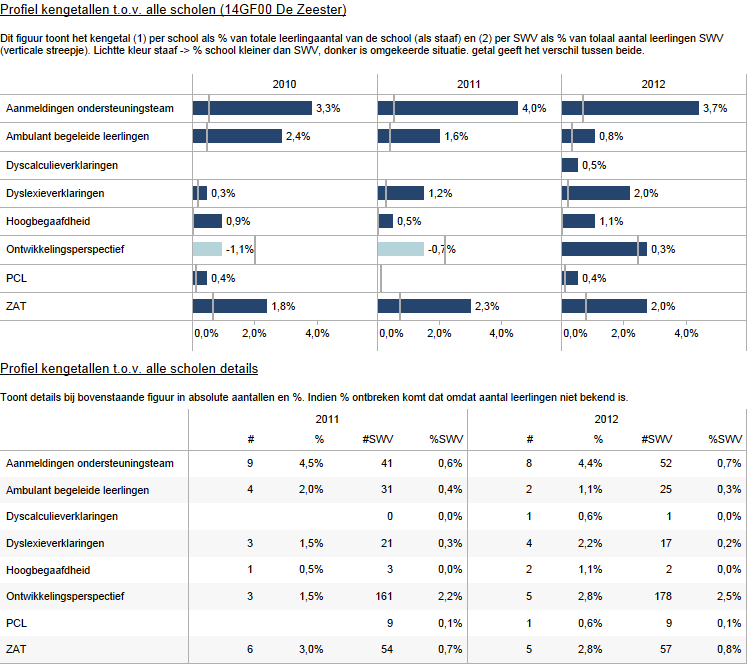 Profiel kengetallen t.o.v. alle scholen (14GF00 De Zeester)
Dit figuur toont het kengetal (1) per school als % van totale leerlingaantal van de school (als staaf) en (2) per SWV als % van tolaal aantal leerlingen SWV
(verticale streepje). Lichtte kleur staaf -> % school kleiner dan SWV, donker is omgekeerde situatie. getal geeft het verschil tussen beide.
2010 2011 2012
Aanmeldingen ondersteuningsteam 3,3% 4,0% 3,7%
Ambulant begeleide leerlingen 2,4% 1,6% 0,8%
Dyscalculieverklaringen 0,5%
Dyslexieverklaringen 0,3% 1,2% 2,0%
Hoogbegaafdheid 0,9% 0,5% 1,1%
Ontwikkelingsperspectief -1,1% -0,7% 0,3%
PCL 0,4% 0,4%
ZAT 1,8% 2,3% 2,0%
0,0% 2,0% 4,0% 0,0% 2,0% 4,0% 0,0% 2,0% 4,0%
Profiel kengetallen t.o.v. alle scholen details
Toont details bij bovenstaande figuur in absolute aantallen en %. Indien % ontbreken komt dat omdat aantal leerlingen niet bekend is.
2011 2012
# % #SWV %SWV # % #SWV %SWV
Aanmeldingen ondersteuningsteam 9 4,5% 41 0,6% 8 4,4% 52 0,7%
Ambulant begeleide leerlingen 4 2,0% 31 0,4% 2 1,1% 25 0,3%
Dyscalculieverklaringen 0 0,0% 1 0,6% 1 0,0%
Dyslexieverklaringen 3 1,5% 21 0,3% 4 2,2% 17 0,2%
Hoogbegaafdheid 1 0,5% 3 0,0% 2 1,1% 2 0,0%
Ontwikkelingsperspectief 3 1,5% 161 2,2% 5 2,8% 178 2,5%
PCL 9 0,1% 1 0,6% 9 0,1%
ZAT 6 3,0% 54 0,7% 5 2,8% 57 0,8%